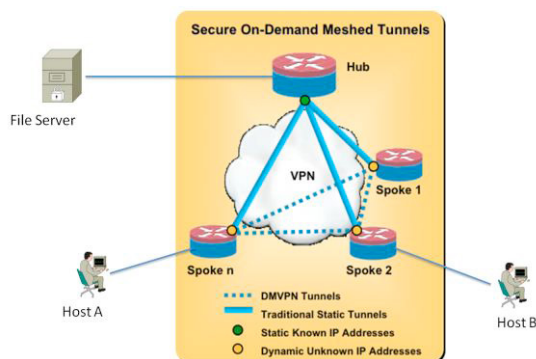 Secure On-Demand Meshed Tunnels
Hub
File Server
VPN
Spoke 1
Spoke n
Spoke 2
Host A
Host B
DMVPN Tunnels
Traditional Static Tunnels
Static Known IP Addresses
Dynamic Unknown IP Addresses